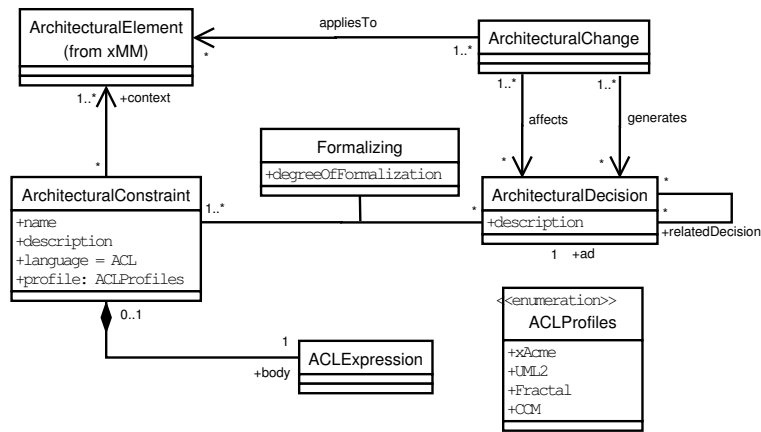 ArchitecturalElement
(from xMM)
appliesTo
*
1..*
ArchitecturalChange
1..*
+context
1..*
1..*
affects
generates
*
*
*
Formalizing
+degreeOfFormalization
ArchitecturalConstraint
+name
+description
+language = ACL
+profile: ACLProfiles
1..*
*
ArchitecturalDecision
+description
*
*
+relatedDecision
1 +ad
0..1
1
+body
ACLExpression
<<enumeration>>
ACLProfiles
+xAcme
+UML2
+Fractal
+CCM